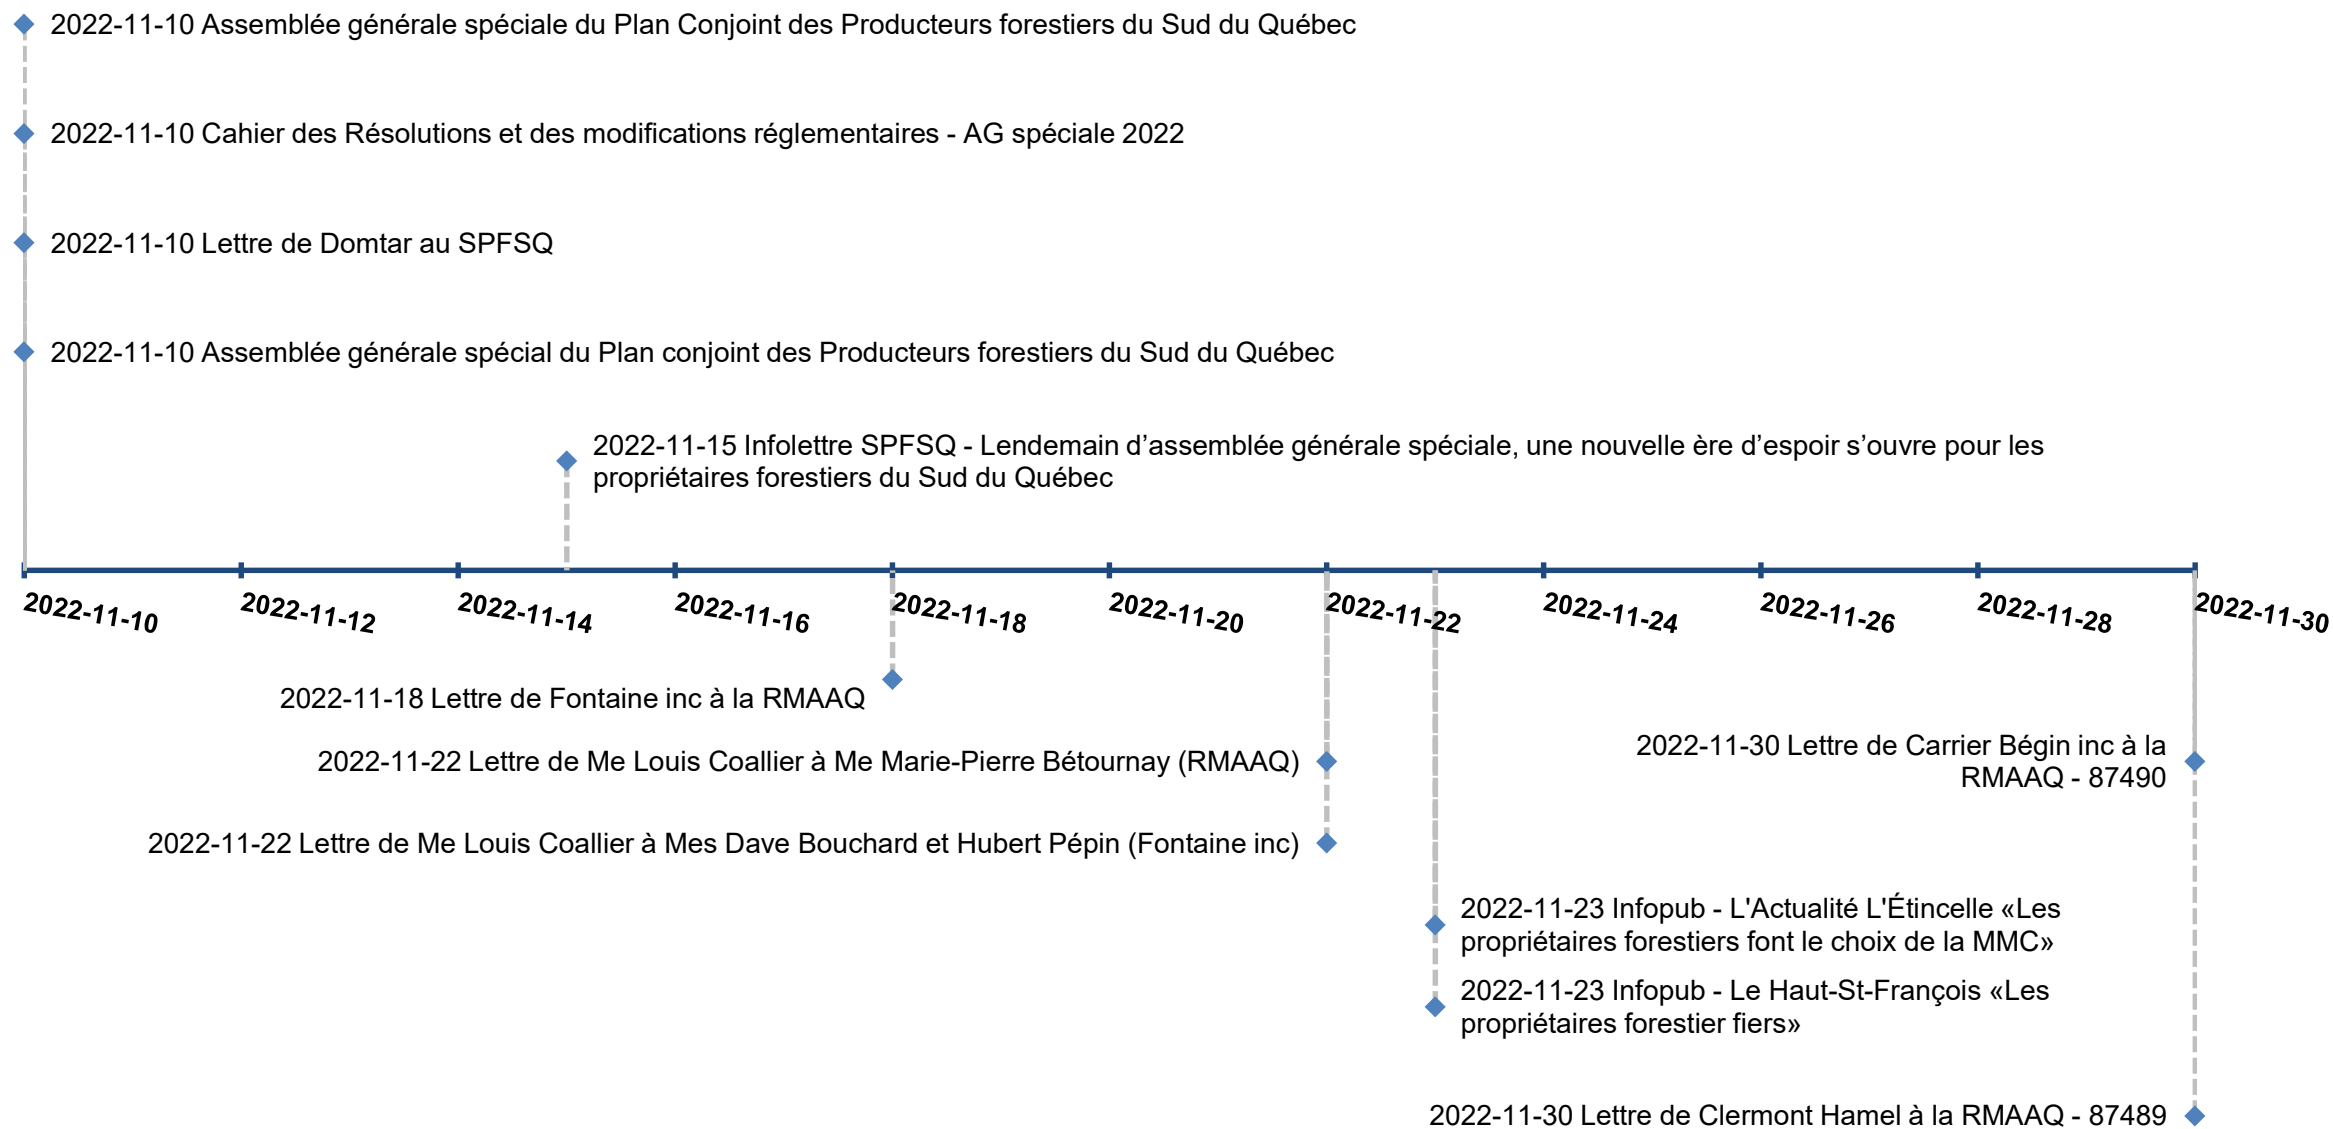 2022-11-10 Assemblée générale spéciale du Plan Conjoint des Producteurs forestiers du Sud du Québec
2022-11-10 Cahier des Résolutions et des modifications réglementaires - AG spéciale 2022
2022-11-10 Lettre de Domtar au SPFSQ
2022-11-10 Assemblée générale spécial du Plan conjoint des Producteurs forestiers du Sud du Québec
2022-11-15 Infolettre SPFSQ - Lendemain d’assemblée générale spéciale, une nouvelle ère d’espoir s’ouvre pour les
propriétaires forestiers du Sud du Québec
2022-11-10
2022-11-12
2022-11-14
2022-11-16
2022-11-18
2022-11-20
2022-11-22
2022-11-24
2022-11-26
2022-11-28
2022-11-30
2022-11-18 Lettre de Fontaine inc à la RMAAQ
2022-11-22 Lettre de Me Louis Coallier à Me Marie-Pierre Bétournay (RMAAQ)
2022-11-30 Lettre de Carrier Bégin inc à la
RMAAQ - 87490
2022-11-22 Lettre de Me Louis Coallier à Mes Dave Bouchard et Hubert Pépin (Fontaine inc)
2022-11-23 Infopub - L'Actualité L'Étincelle «Les
propriétaires forestiers font le choix de la MMC»
2022-11-23 Infopub - Le Haut-St-François «Les
propriétaires forestier fiers»
2022-11-30 Lettre de Clermont Hamel à la RMAAQ - 87489